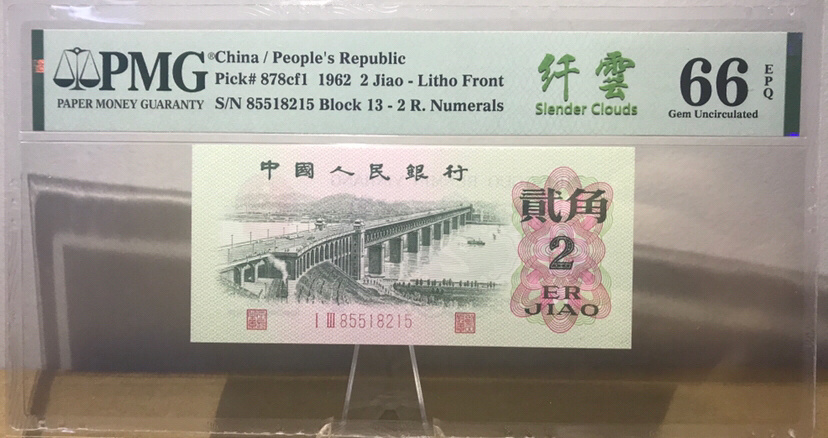 PMG
PAPER MONEY GUARANTY
China / People's Republic
Pick# 878cf1 1962 2 Jiao - Litho Front
S/N 85518215 Block 13 - 2 R. Numerals
纤雲
Slender Clouds
66 EPQ
Gem Uncirculated
中國人民銀行
貳角
2
ER
JIAO
I III 85518215